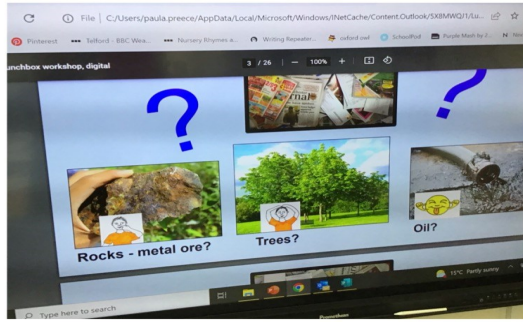 File | C:/Users/paula.preece/AppData/Local/Microsoft/Windows/INetCache/Content.Outlook/SX8MWQJ1/Lu...
Pinterest Telford - BBC Wea... Nursery Rhymes a... Writing Repeater... oxford owl SchoolPod Purple Mash by 2...
unchbox workshop, digital 3 / 26 — 100% +
?
?
Rocks - metal ore?
Trees?
Oil?
15°C Partly sunny
Type here to search
Promethean